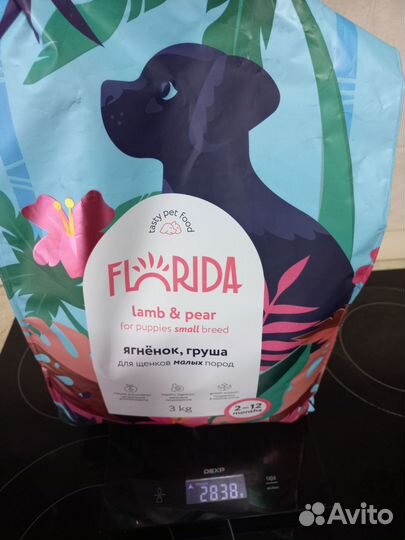 tasty pet food
FLORIDA
lamb & pear
for puppies small breed
ягнёнок, груша
для щенков малых пород
3 kg
2–12
months
DEXP
2838
Avito